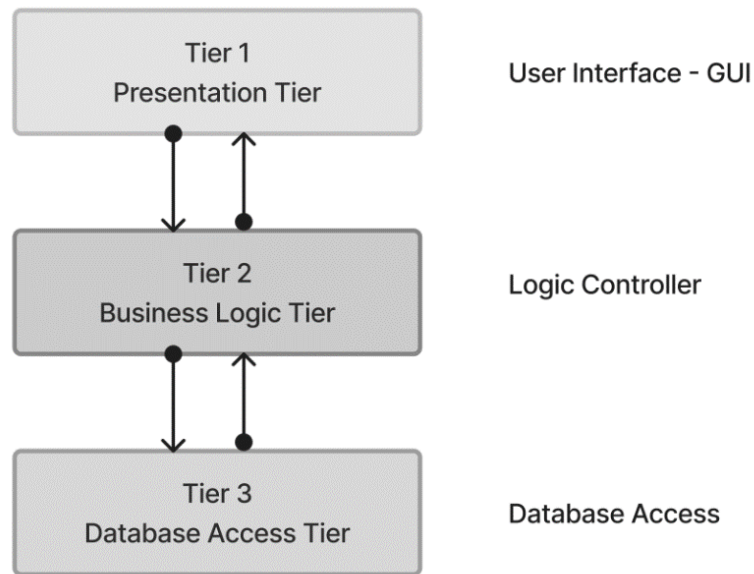 Tier 1
Presentation Tier
User Interface - GUI
Tier 2
Business Logic Tier
Logic Controller
Tier 3
Database Access Tier
Database Access